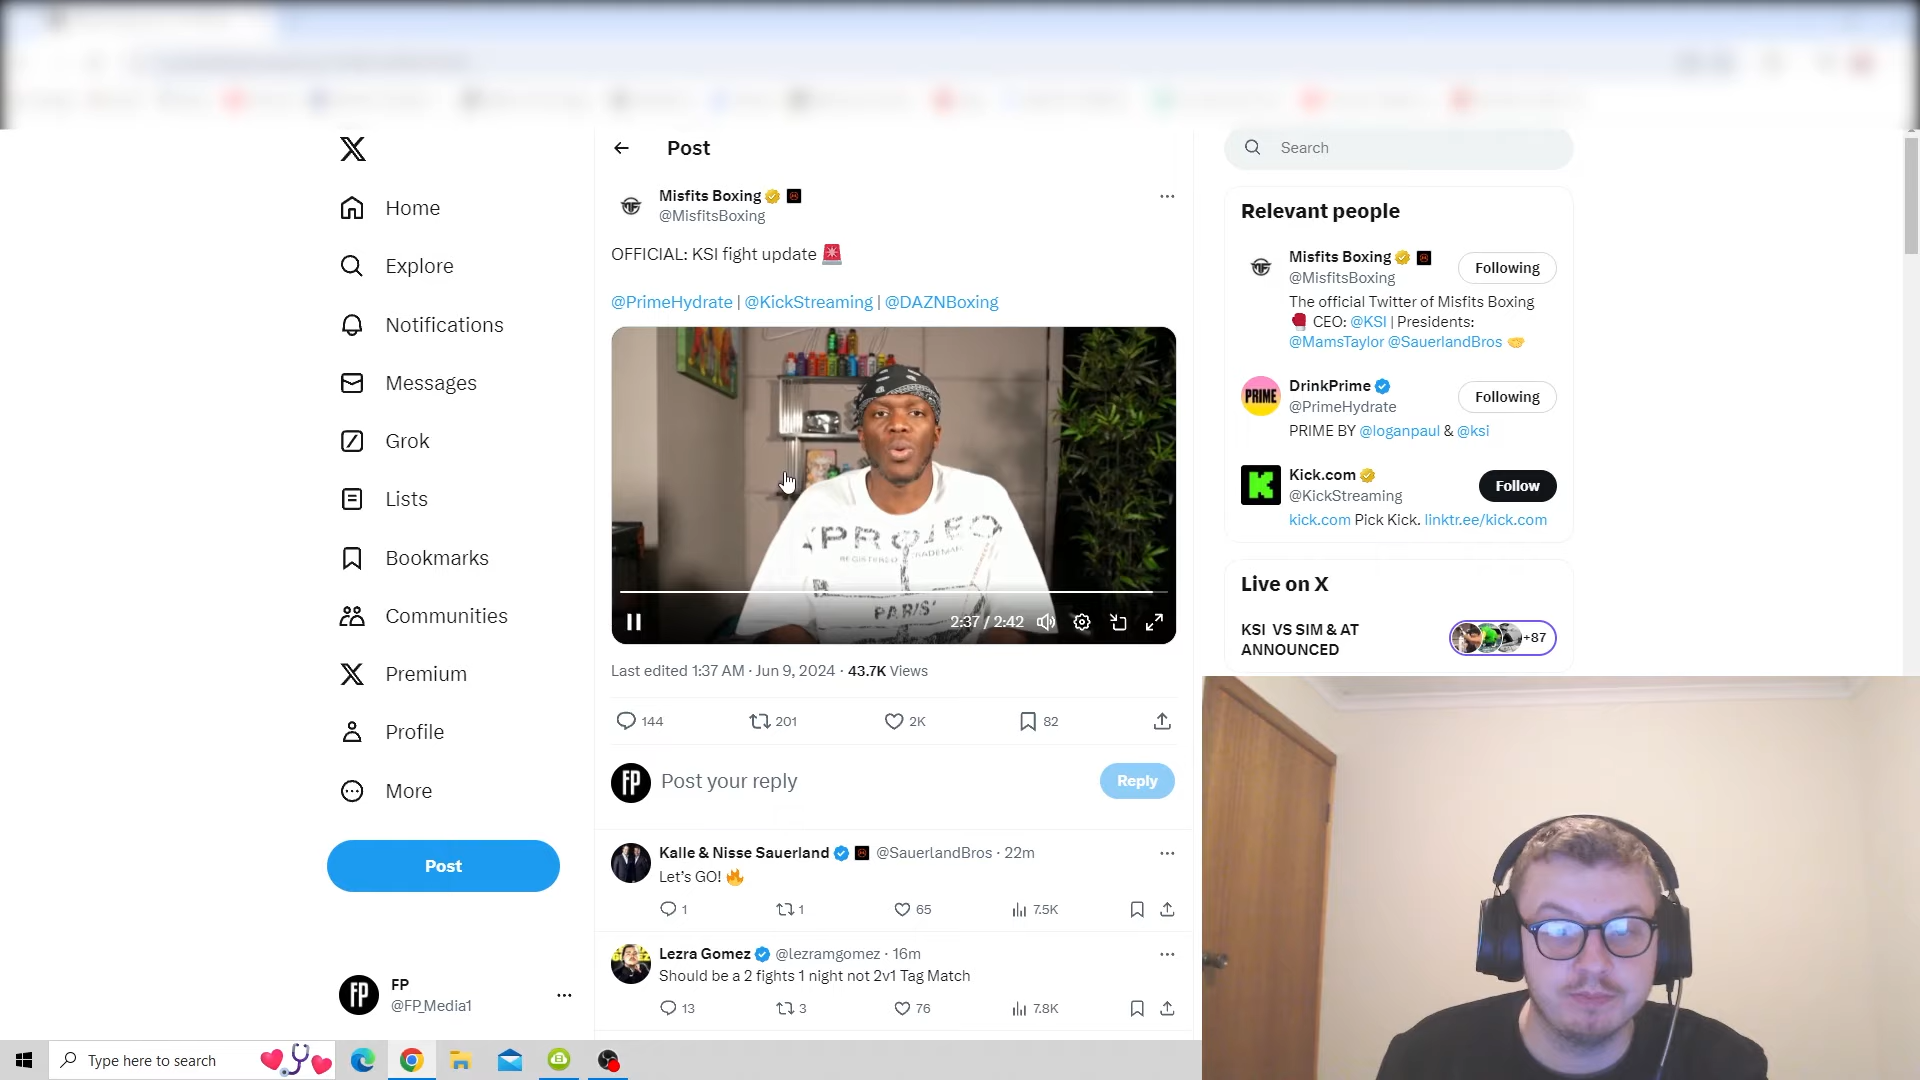 Post
Search
Home
Explore
Notifications
Messages
Grok
Lists
Bookmarks
Communities
Premium
Profile
More
Post
FP
@FP_Media1
Misfits Boxing
@MisfitsBoxing
OFFICIAL: KSI fight update 🚨
@PrimeHydrate | @KickStreaming | @DAZNBoxing
PROJEC
REGISTERED TRADEMARK
PARIS
2:37 / 2:42
Last edited 1:37 AM · Jun 9, 2024 · 43.7K Views
144 201 2K 82
FP Post your reply Reply
Kalle & Nisse Sauerland @SauerlandBros · 22m
Let's GO! 🔥
1 1 65 7.5K
Lezra Gomez @lezramgomez · 16m
Should be a 2 fights 1 night not 2v1 Tag Match
13 3 76 7.8K
Relevant people
Misfits Boxing
@MisfitsBoxing
Following
The official Twitter of Misfits Boxing
🥊 CEO: @KSI | Presidents:
@MamsTaylor @SauerlandBros 🤝
PRIME
DrinkPrime
@PrimeHydrate
Following
PRIME BY @loganpaul & @ksi
K
Kick.com
@KickStreaming
Follow
kick.com Pick Kick. linktr.ee/kick.com
Live on X
KSI VS SIM & AT
ANNOUNCED
+87
Type here to search